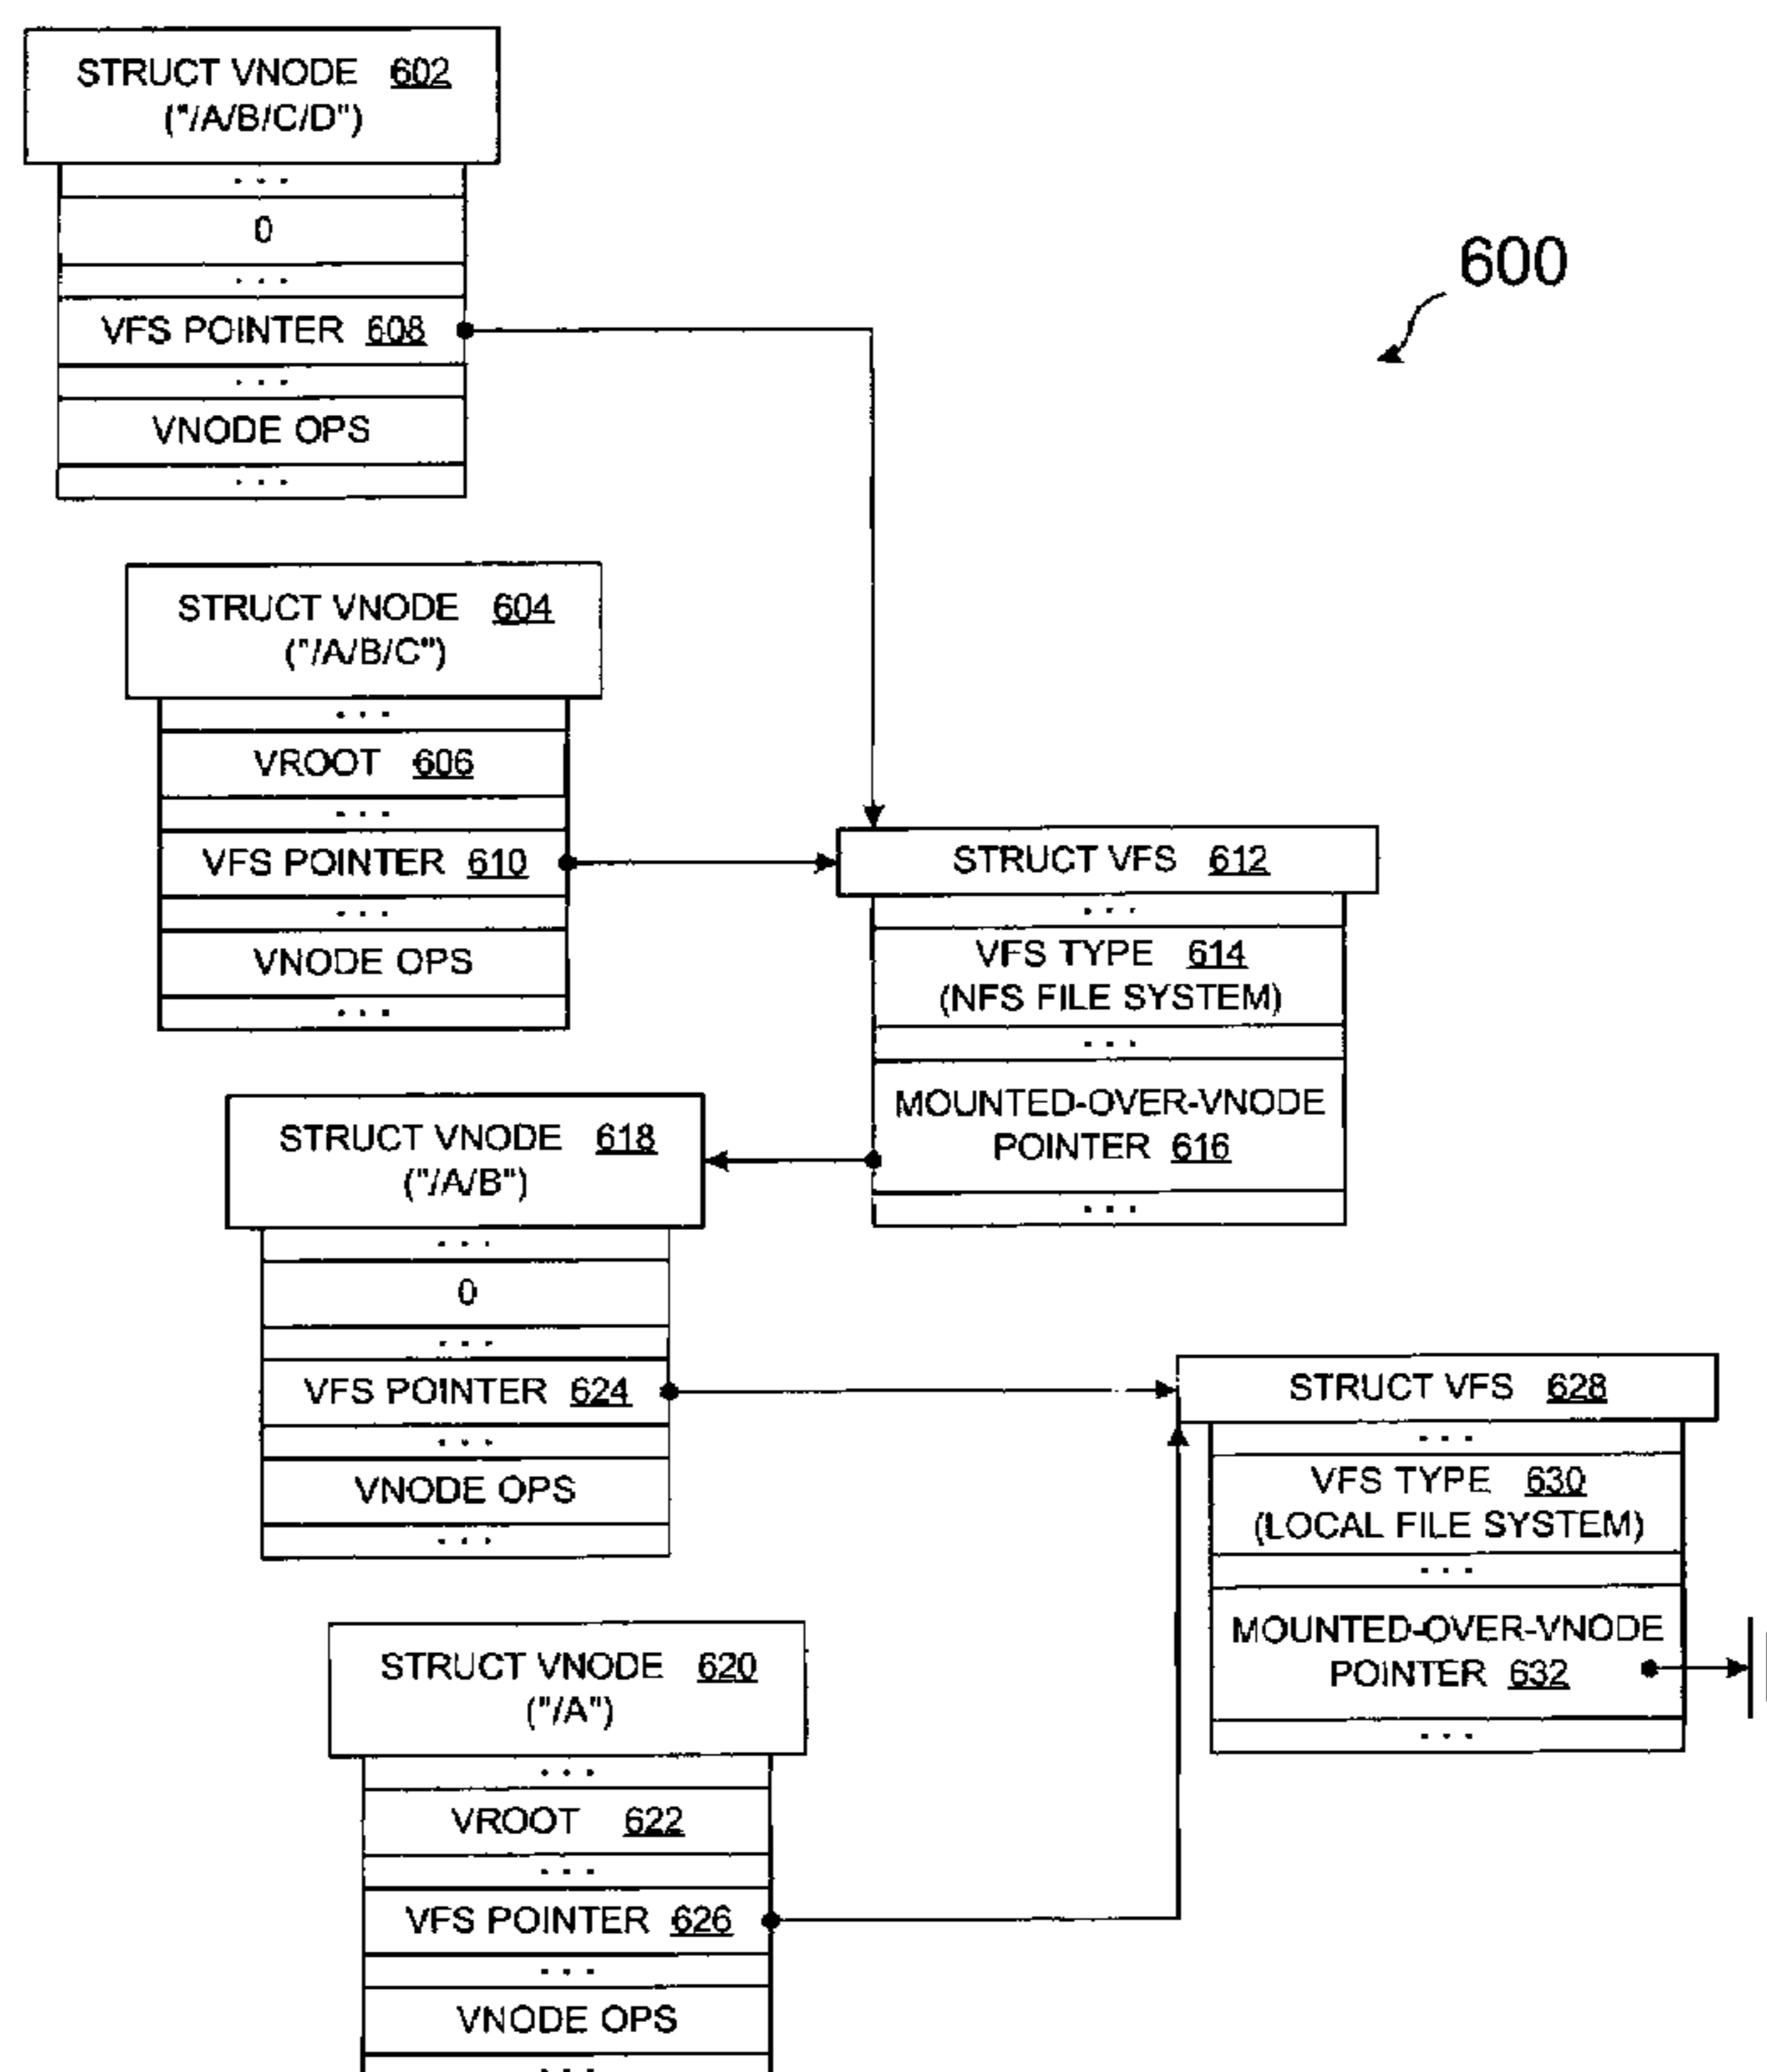 STRUCT VNODE 602
("/A/B/C/D")
. . .
0
. . .
VFS POINTER 608
. . .
VNODE OPS
. . .
600
STRUCT VNODE 604
("/A/B/C")
. . .
VROOT 606
. . .
VFS POINTER 610
. . .
VNODE OPS
. . .
STRUCT VFS 612
. . .
VFS TYPE 614
(NFS FILE SYSTEM)
. . .
MOUNTED-OVER-VNODE
POINTER 616
. . .
STRUCT VNODE 618
("/A/B")
. . .
0
. . .
VFS POINTER 624
. . .
VNODE OPS
. . .
STRUCT VFS 628
. . .
VFS TYPE 630
(LOCAL FILE SYSTEM)
. . .
MOUNTED-OVER-VNODE
POINTER 632
. . .
STRUCT VNODE 620
("/A")
. . .
VROOT 622
. . .
VFS POINTER 626
. . .
VNODE OPS
. . .